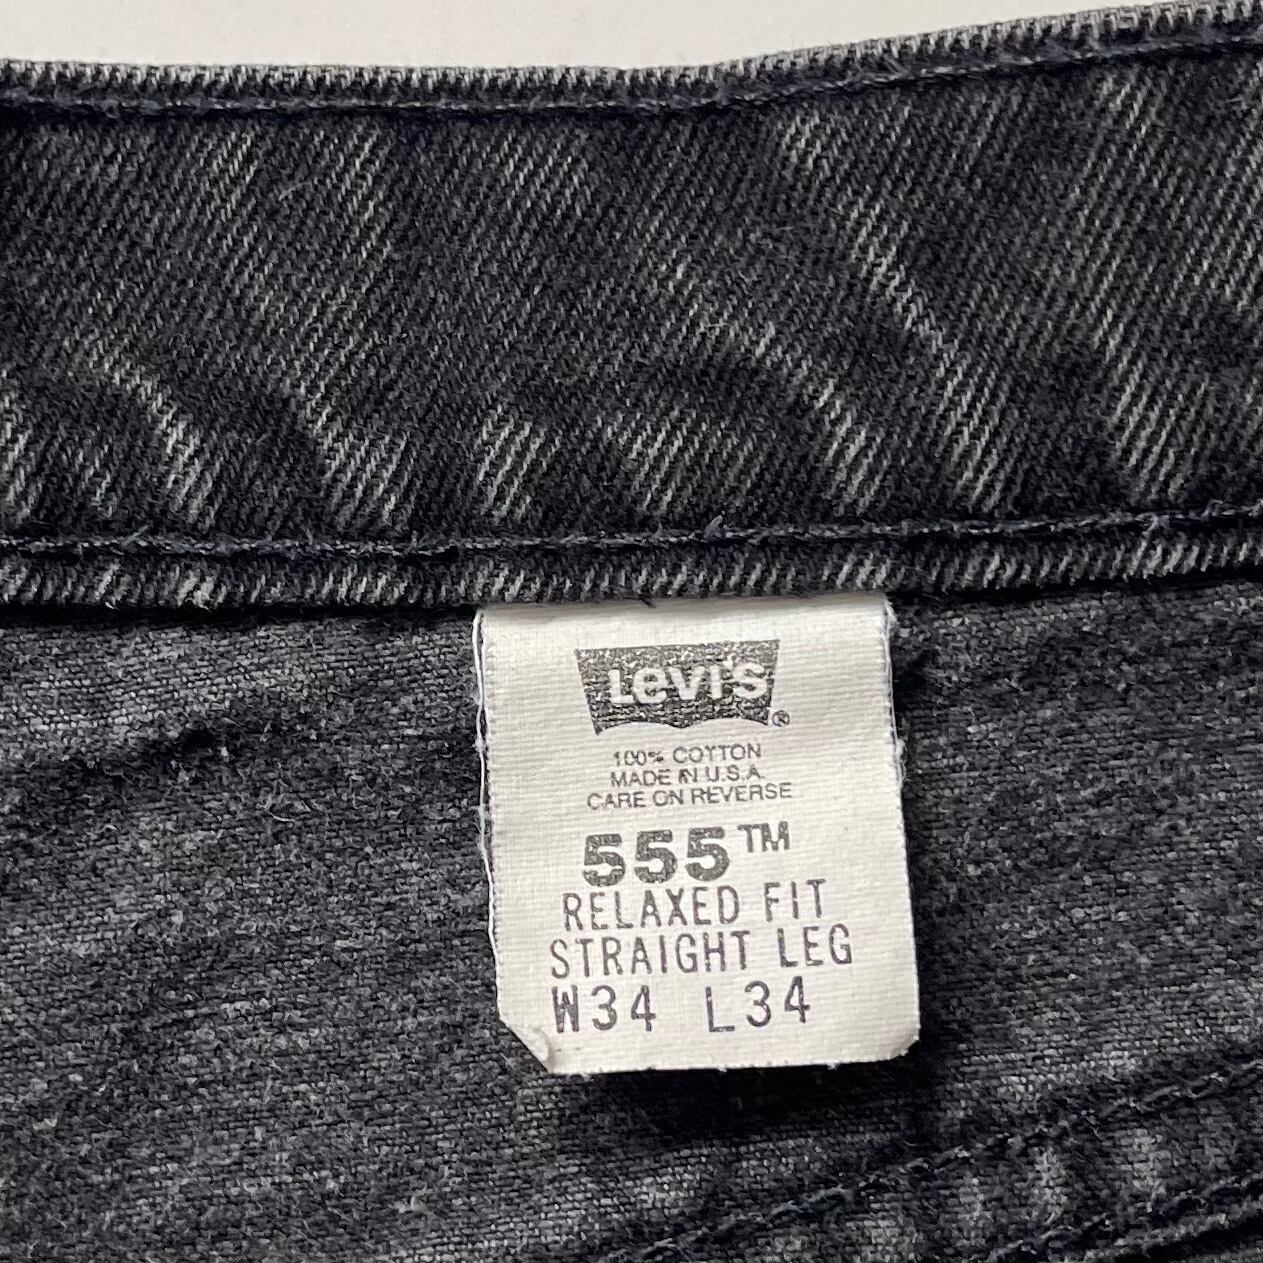 Levi's®
100% COTTON
MADE IN U.S.A.
CARE ON REVERSE
555™
RELAXED FIT
STRAIGHT LEG
W34 L34